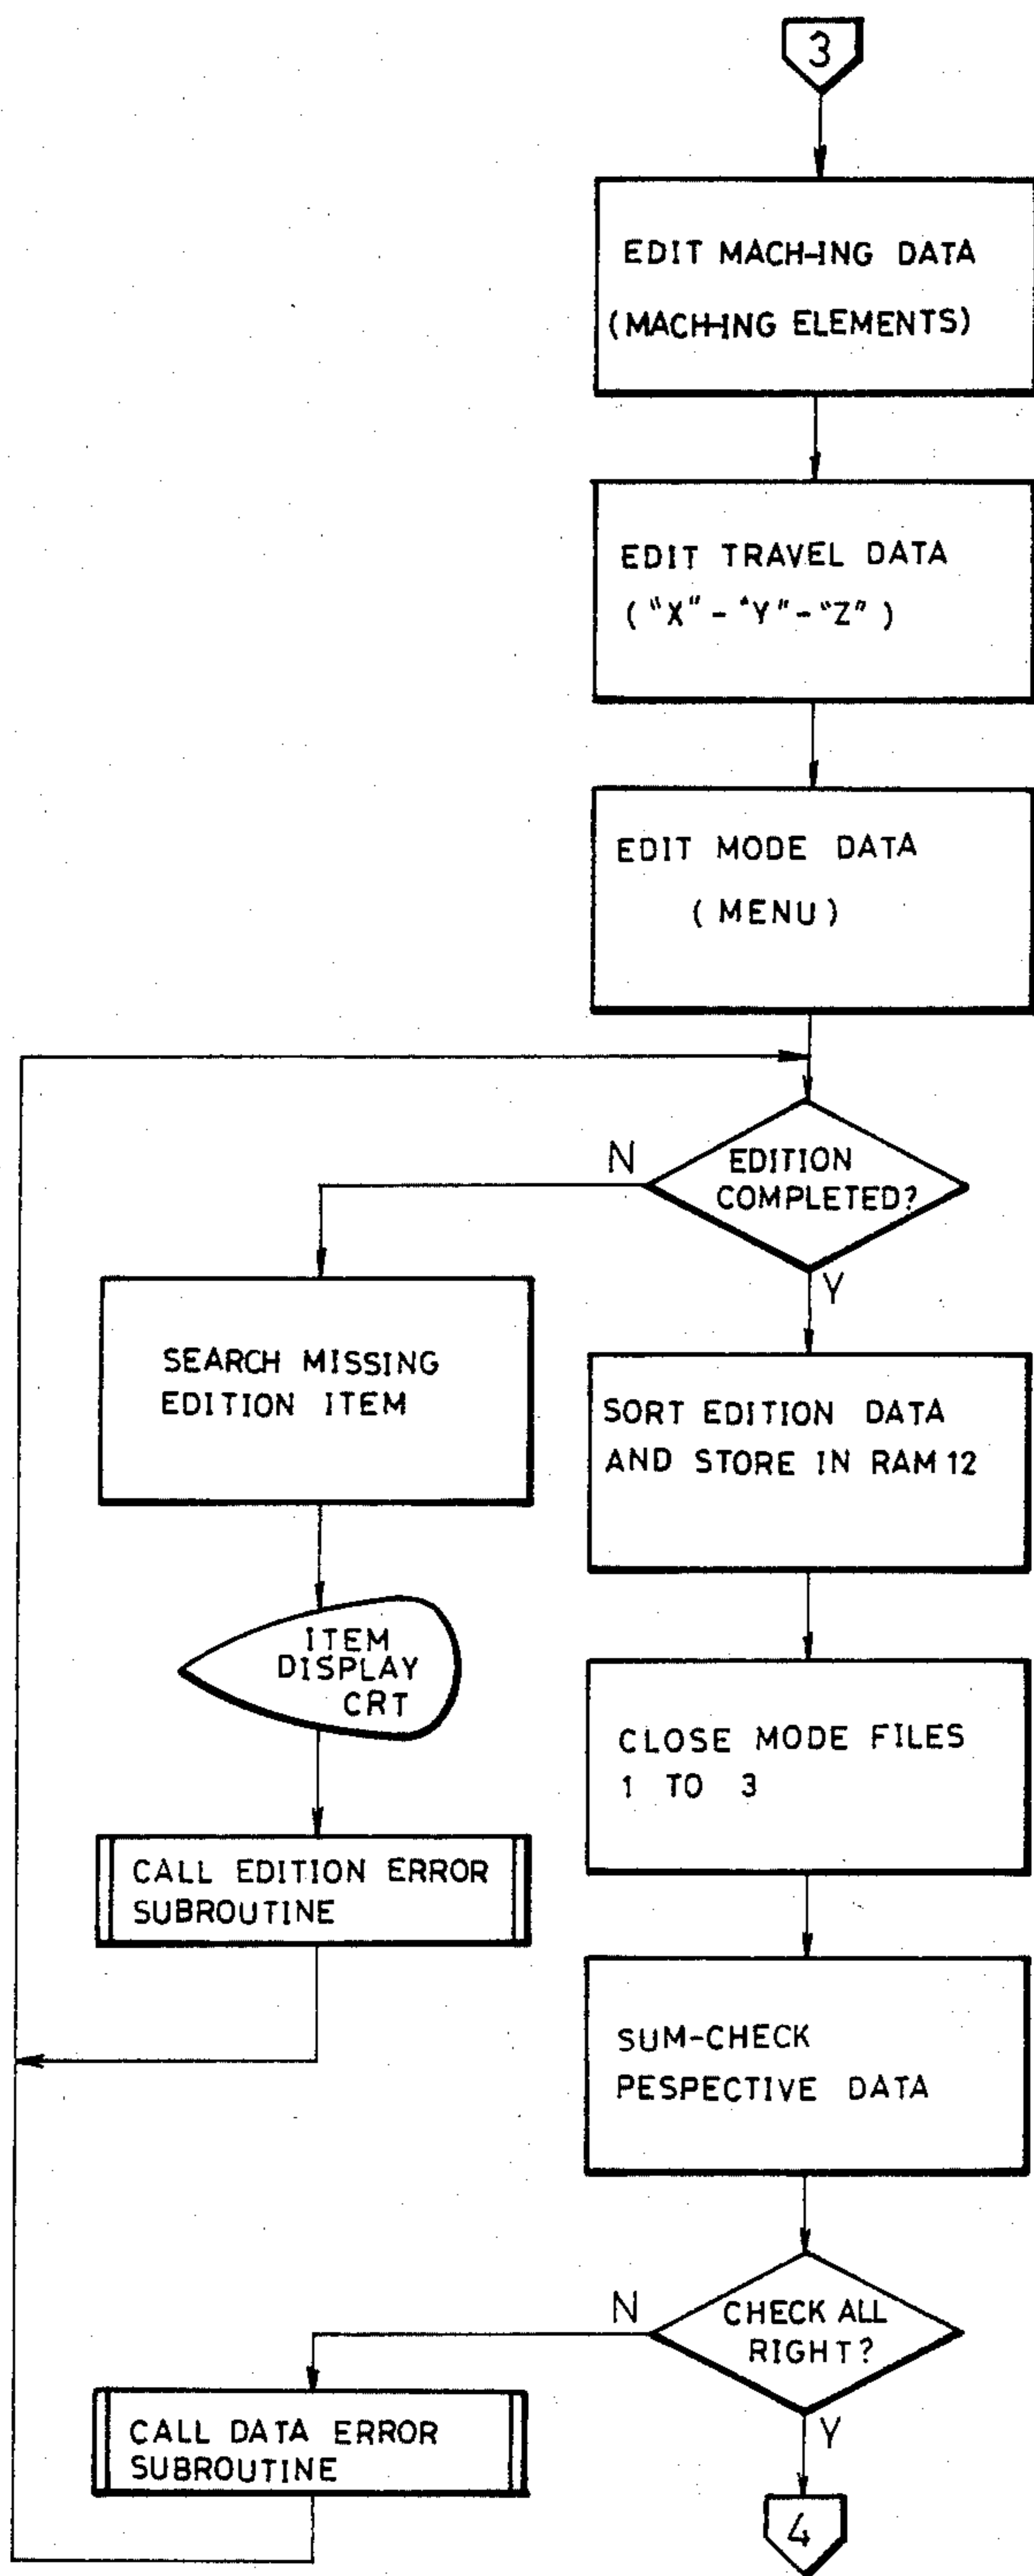 3
EDIT MACH-ING DATA
(MACH-ING ELEMENTS)
EDIT TRAVEL DATA
("X"-"Y"-"Z")
EDIT MODE DATA
(MENU)
N
EDITION
COMPLETED?
Y
SEARCH MISSING
EDITION ITEM
SORT EDITION DATA
AND STORE IN RAM 12
ITEM
DISPLAY
CRT
CLOSE MODE FILES
1 TO 3
CALL EDITION ERROR
SUBROUTINE
SUM-CHECK
PESPECTIVE DATA
N
CHECK ALL
RIGHT?
Y
CALL DATA ERROR
SUBROUTINE
4